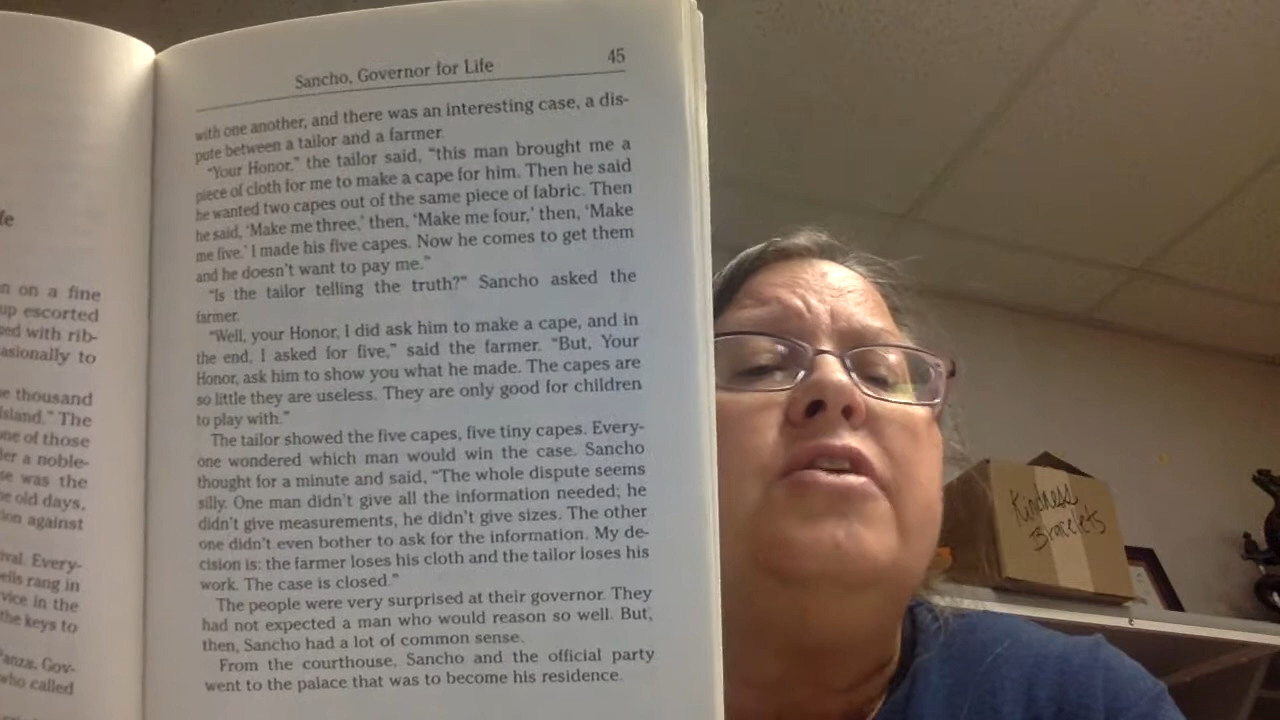 fe
n on a fine
up escorted
ed with rib-
asionally to
e thousand
Island." The
one of those
er a noble-
se was the
e old days,
ion against
ival. Every-
ells rang in
vice in the
the keys to
Panza, Gov-
who called
Sancho, Governor for Life 45
with one another, and there was an interesting case, a dis-
pute between a tailor and a farmer.
"Your Honor," the tailor said, "this man brought me a
piece of cloth for me to make a cape for him. Then he said
he wanted two capes out of the same piece of fabric. Then
he said, 'Make me three,' then, 'Make me four,' then, 'Make
me five.' I made his five capes. Now he comes to get them
and he doesn't want to pay me."
"Is the tailor telling the truth?" Sancho asked the
farmer.
"Well, your Honor, I did ask him to make a cape, and in
the end, I asked for five," said the farmer. "But, Your
Honor, ask him to show you what he made. The capes are
so little they are useless. They are only good for children
to play with."
The tailor showed the five capes, five tiny capes. Every-
one wondered which man would win the case. Sancho
thought for a minute and said, "The whole dispute seems
silly. One man didn't give all the information needed; he
didn't give measurements, he didn't give sizes. The other
one didn't even bother to ask for the information. My de-
cision is: the farmer loses his cloth and the tailor loses his
work. The case is closed."
The people were very surprised at their governor. They
had not expected a man who would reason so well. But,
then, Sancho had a lot of common sense.
From the courthouse, Sancho and the official party
went to the palace that was to become his residence.
Kindness
Bracelets